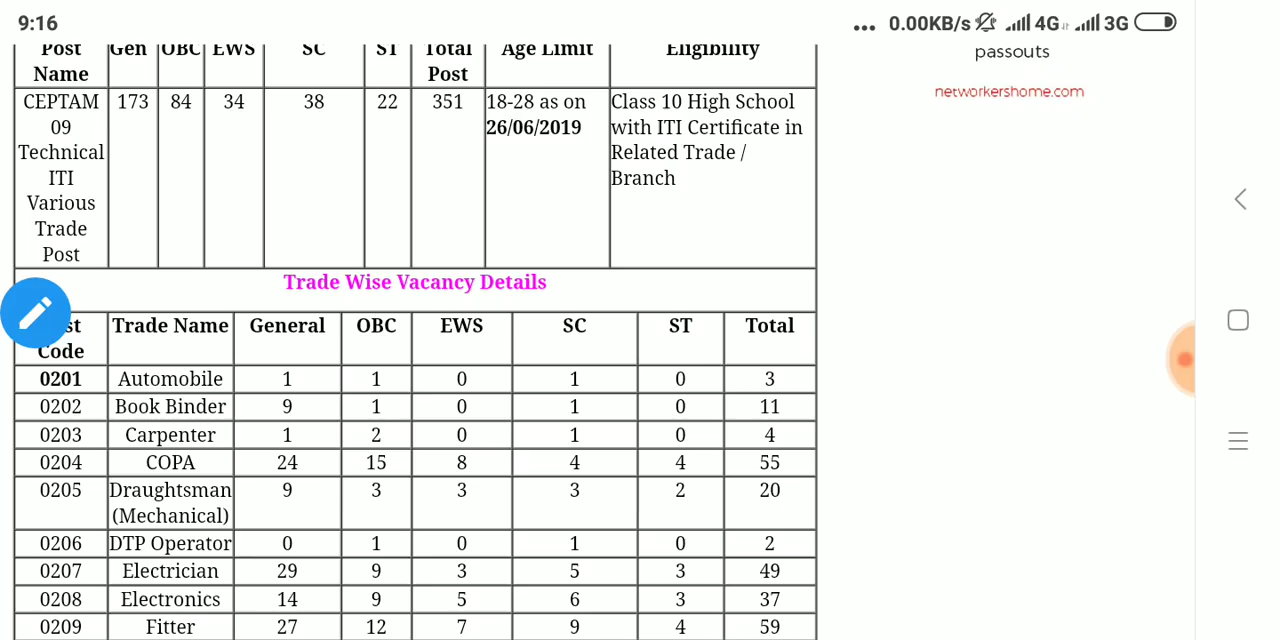 9:16 ... 0.00KB/s 4G 3G
Post Name Gen OBC EWS SC ST Total Post Age Limit Eligibility
passouts
networkershome.com
CEPTAM 09 Technical ITI Various Trade Post 173 84 34 38 22 351 18-28 as on 26/06/2019 Class 10 High School with ITI Certificate in Related Trade / Branch
Trade Wise Vacancy Details
Code Trade Name General OBC EWS SC ST Total
0201 Automobile 1 1 0 1 0 3
0202 Book Binder 9 1 0 1 0 11
0203 Carpenter 1 2 0 1 0 4
0204 COPA 24 15 8 4 4 55
0205 Draughtsman (Mechanical) 9 3 3 3 2 20
0206 DTP Operator 0 1 0 1 0 2
0207 Electrician 29 9 3 5 3 49
0208 Electronics 14 9 5 6 3 37
0209 Fitter 27 12 7 9 4 59